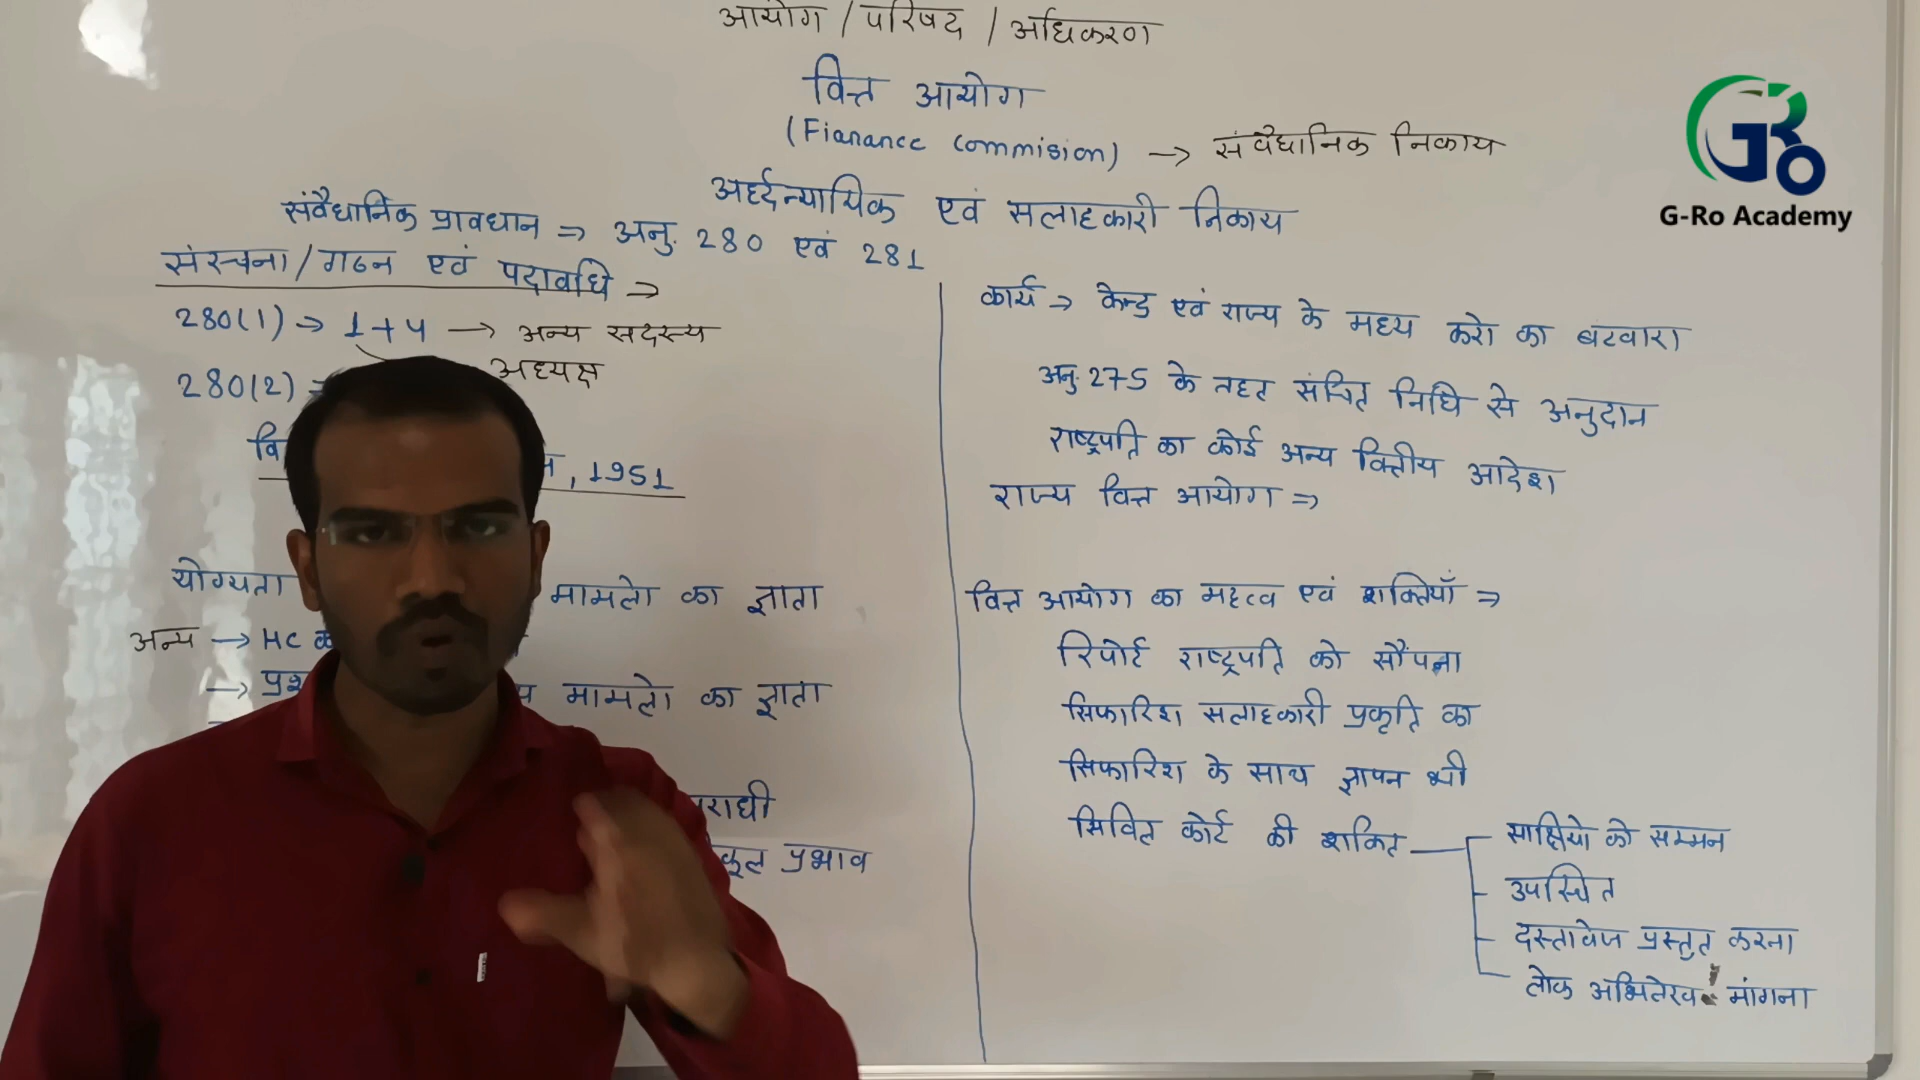 आयोग / परिषद / अधिकरण
वित्त आयोग
(Fianance Commision) → संवैधानिक निकाय
अर्द्धन्यायिक एवं सलाहकारी निकाय
संवैधानिक प्रावधान ⇒ अनु. 280 एवं 281
संरचना/गठन एवं पदावधि ⇒
280(1) ⇒ 1+4 → अन्य सदस्य
अध्यक्ष
280(2) ⇒
वि
, 1951
योग्यता
मामलो का ज्ञाता
अन्य → HC
→ प्रश
मामलो का ज्ञाता
राधी
कूल प्रभाव
कार्य → केन्द्र एवं राज्य के मध्य करो का बटवारा
अनु. 275 के तहत संचित निधि से अनुदान
राष्ट्रपति का कोई अन्य वित्तीय आदेश
राज्य वित्त आयोग ⇒
वित्त आयोग का महत्व एवं शक्तियाँ ⇒
रिपोर्ट राष्ट्रपति को सौंपना
सिफारिश सलाहकारी प्रकृति का
सिफारिश के साथ ज्ञापन भी
सिविल कोर्ट की शक्ति
साक्षियो को सम्मन
उपस्थित
दस्तावेज प्रस्तुत करना
लोक अभिलेख मांगना
GRO
G-Ro Academy